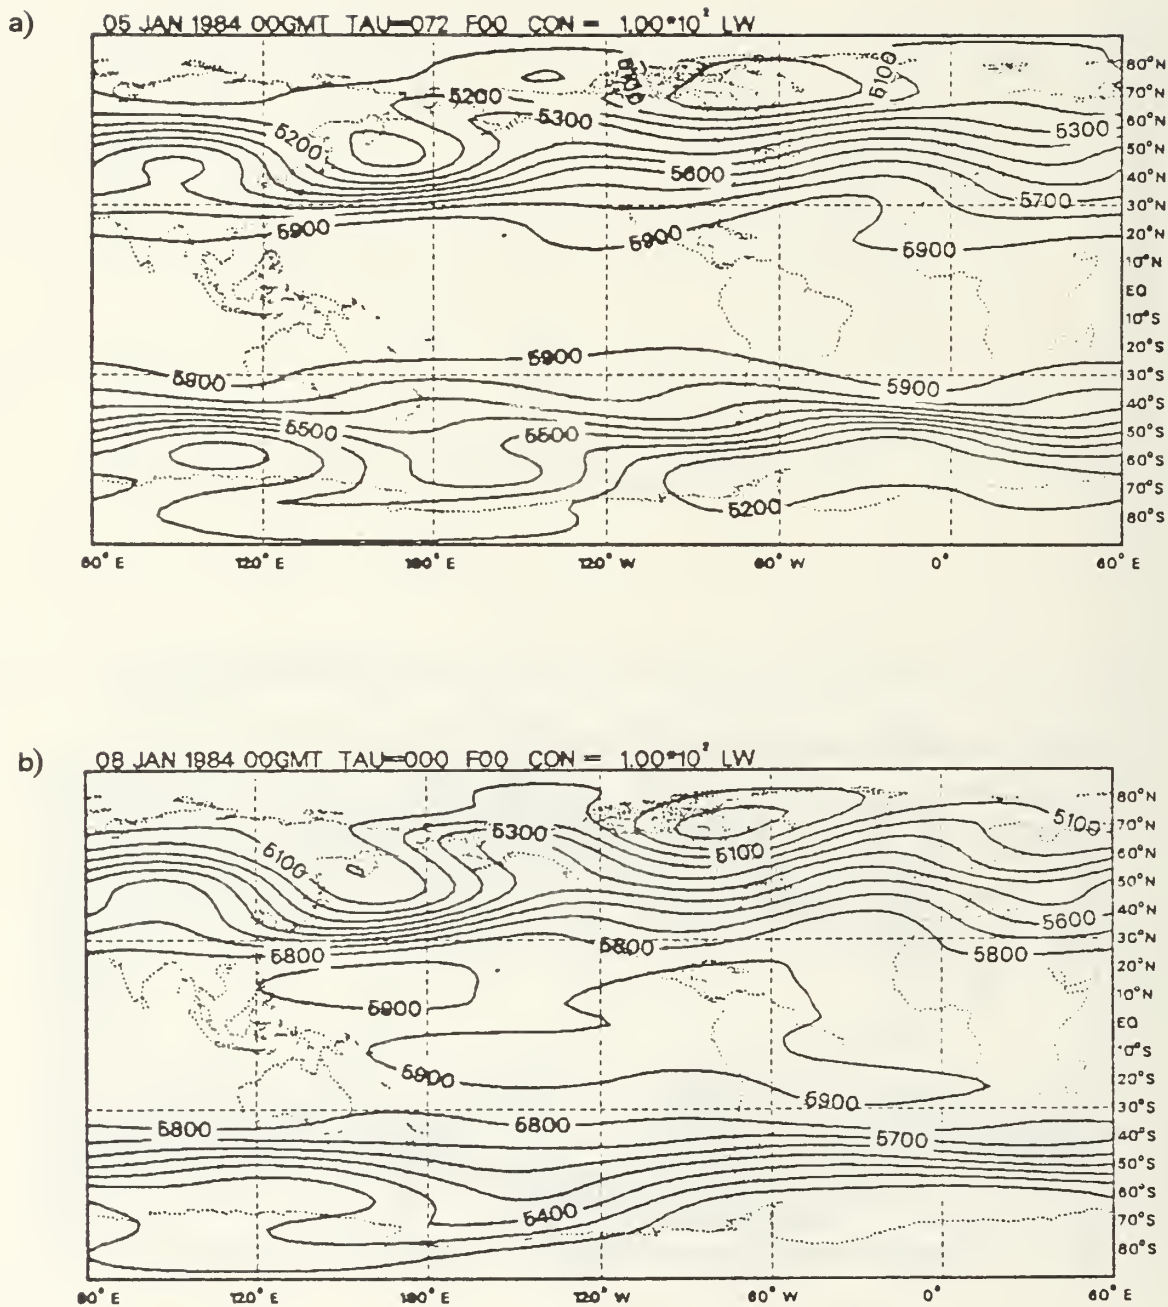 a)
05 JAN 1984 00GMT TAU=072 F00 CON = 1.00*10² LW
5100
5200
5300
5300
5200
5600
5700
5900
5900
5900
5900
5900
5900
5500
5500
5200
80°N
70°N
60°N
50°N
40°N
30°N
20°N
10°N
EQ
10°S
20°S
30°S
40°S
50°S
60°S
70°S
80°S
60° E
120° E
180° E
120° W
60° W
0°
60° E
b)
08 JAN 1984 00GMT TAU=000 F00 CON = 1.00*10² LW
5300
5100
5100
5100
5600
5800
5800
5800
5900
5900
5900
5800
5800
5700
5400
80°N
70°N
60°N
50°N
40°N
30°N
20°N
10°N
EQ
10°S
20°S
30°S
40°S
50°S
60°S
70°S
80°S
60° E
120° E
180° E
120° W
60° W
0°
60° E